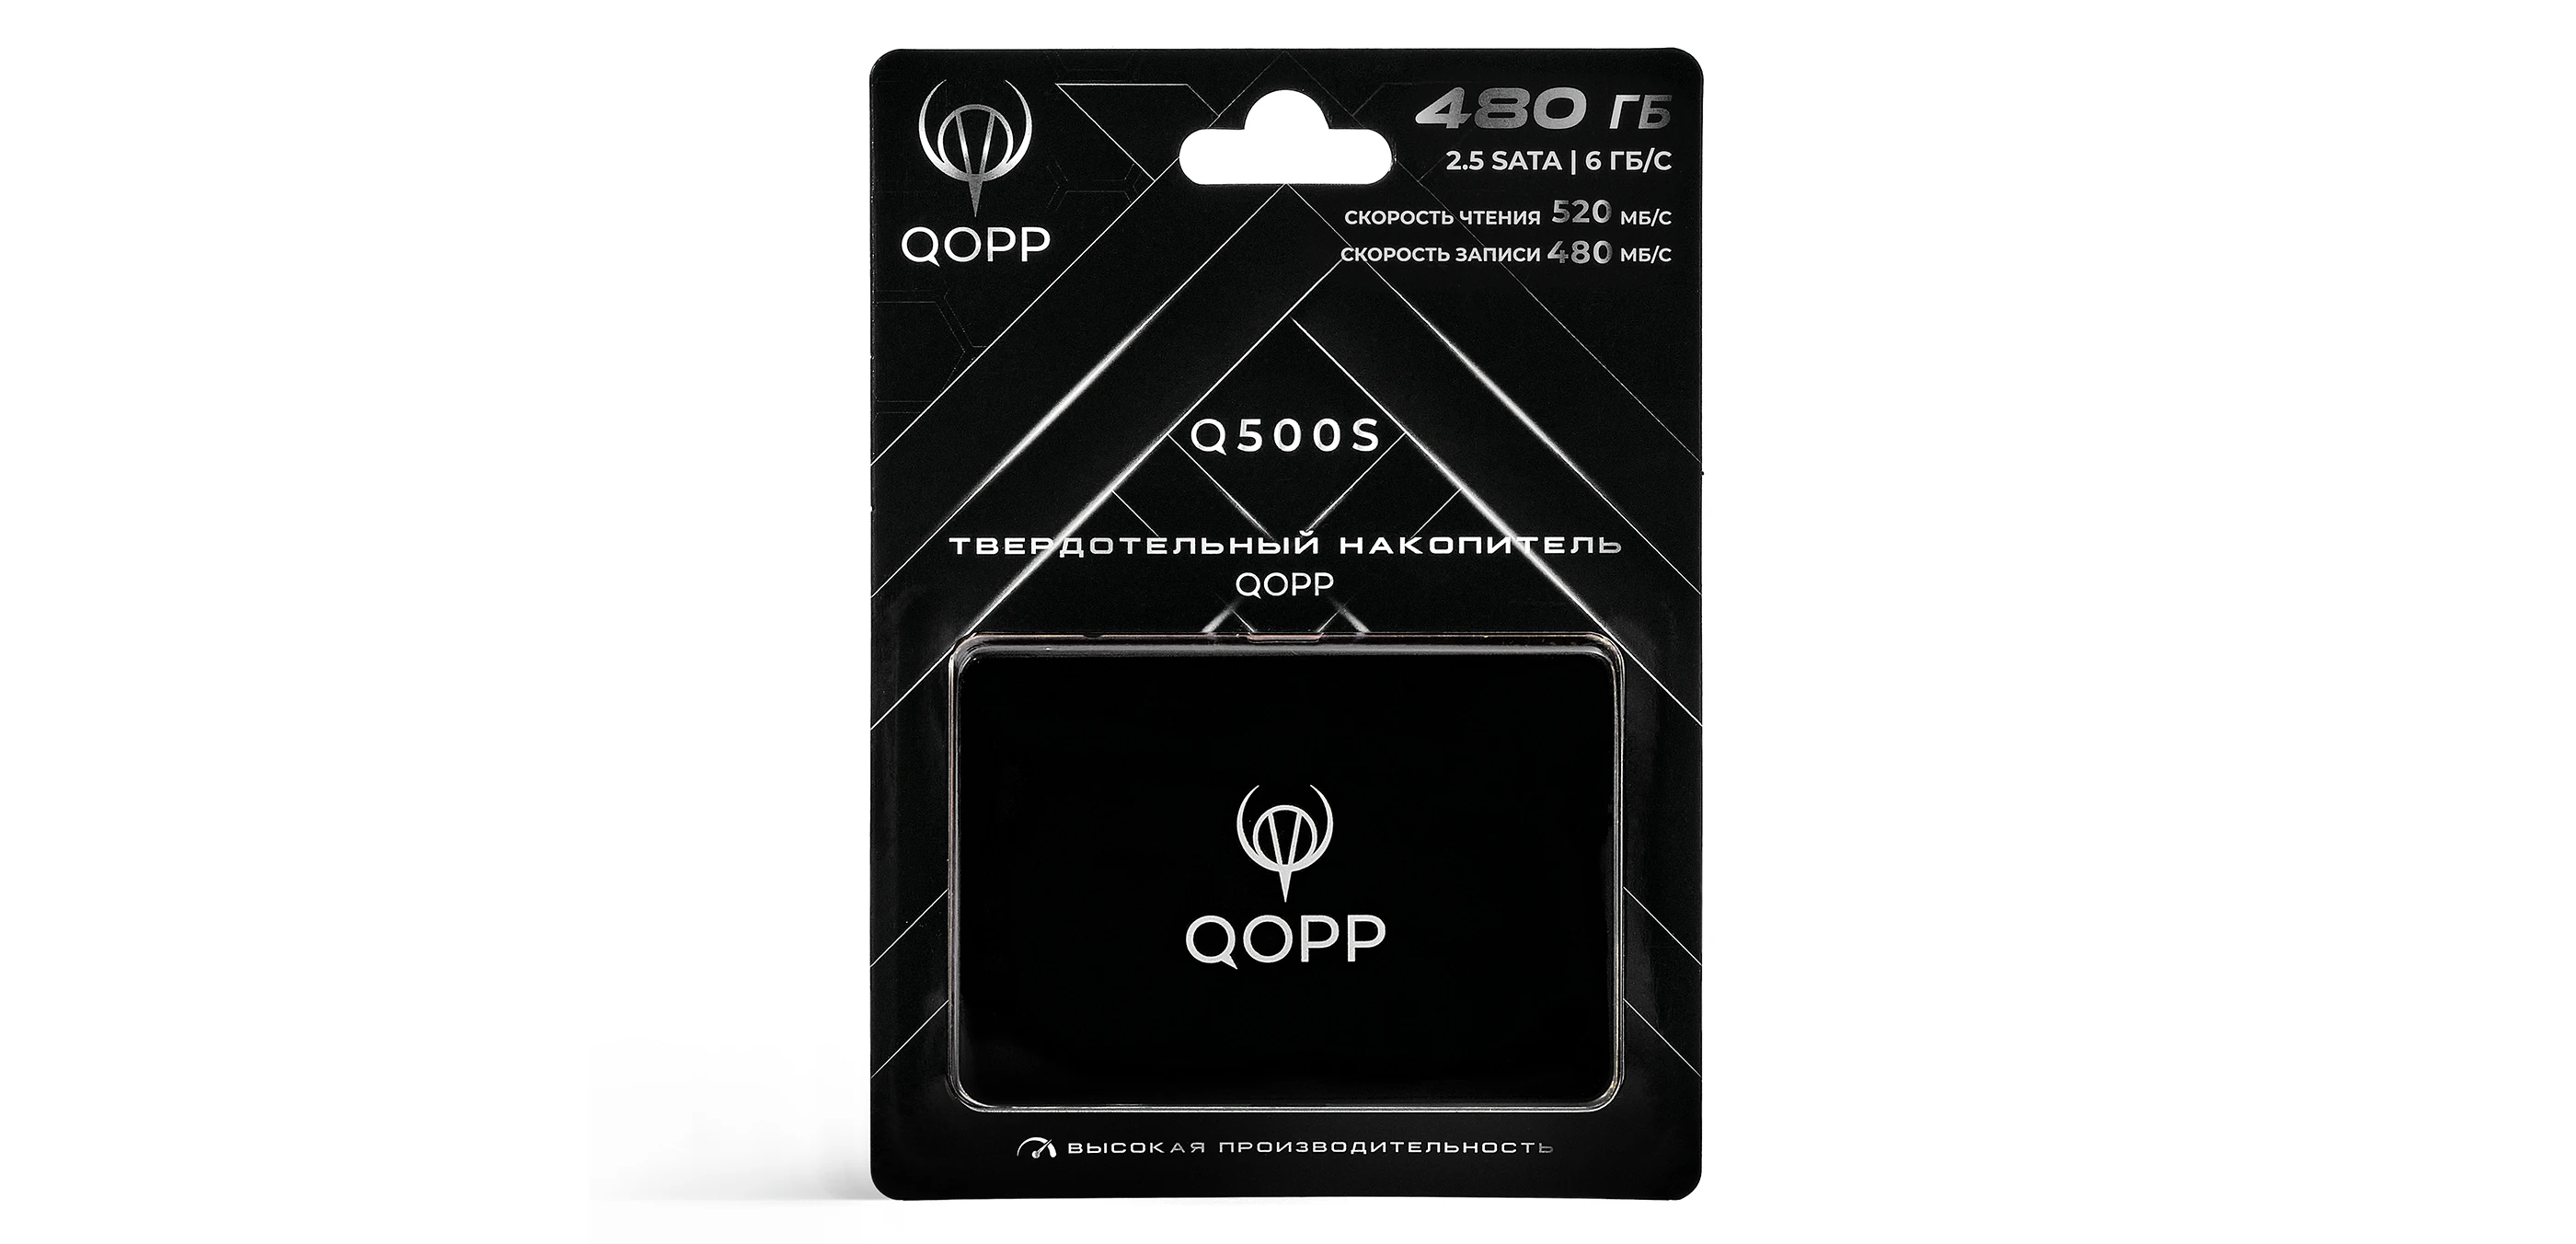 QOPP
480 ГБ
2.5 SATA | 6 ГБ/С
СКОРОСТЬ ЧТЕНИЯ 520 МБ/С
СКОРОСТЬ ЗАПИСИ 480 МБ/С
Q500S
ТВЕРДОТЕЛЬНЫЙ НАКОПИТЕЛЬ
QOPP
QOPP
ВЫСОКАЯ ПРОИЗВОДИТЕЛЬНОСТЬ